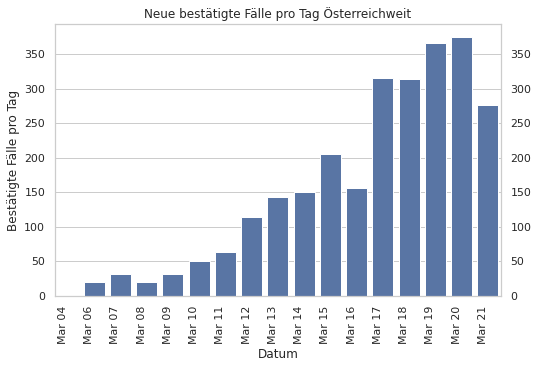 Neue bestätigte Fälle pro Tag Österreichweit
Bestätigte Fälle pro Tag
350
300
250
200
150
100
50
0
350
300
250
200
150
100
50
0
Mar 04
Mar 06
Mar 07
Mar 08
Mar 09
Mar 10
Mar 11
Mar 12
Mar 13
Mar 14
Mar 15
Mar 16
Mar 17
Mar 18
Mar 19
Mar 20
Mar 21
Datum